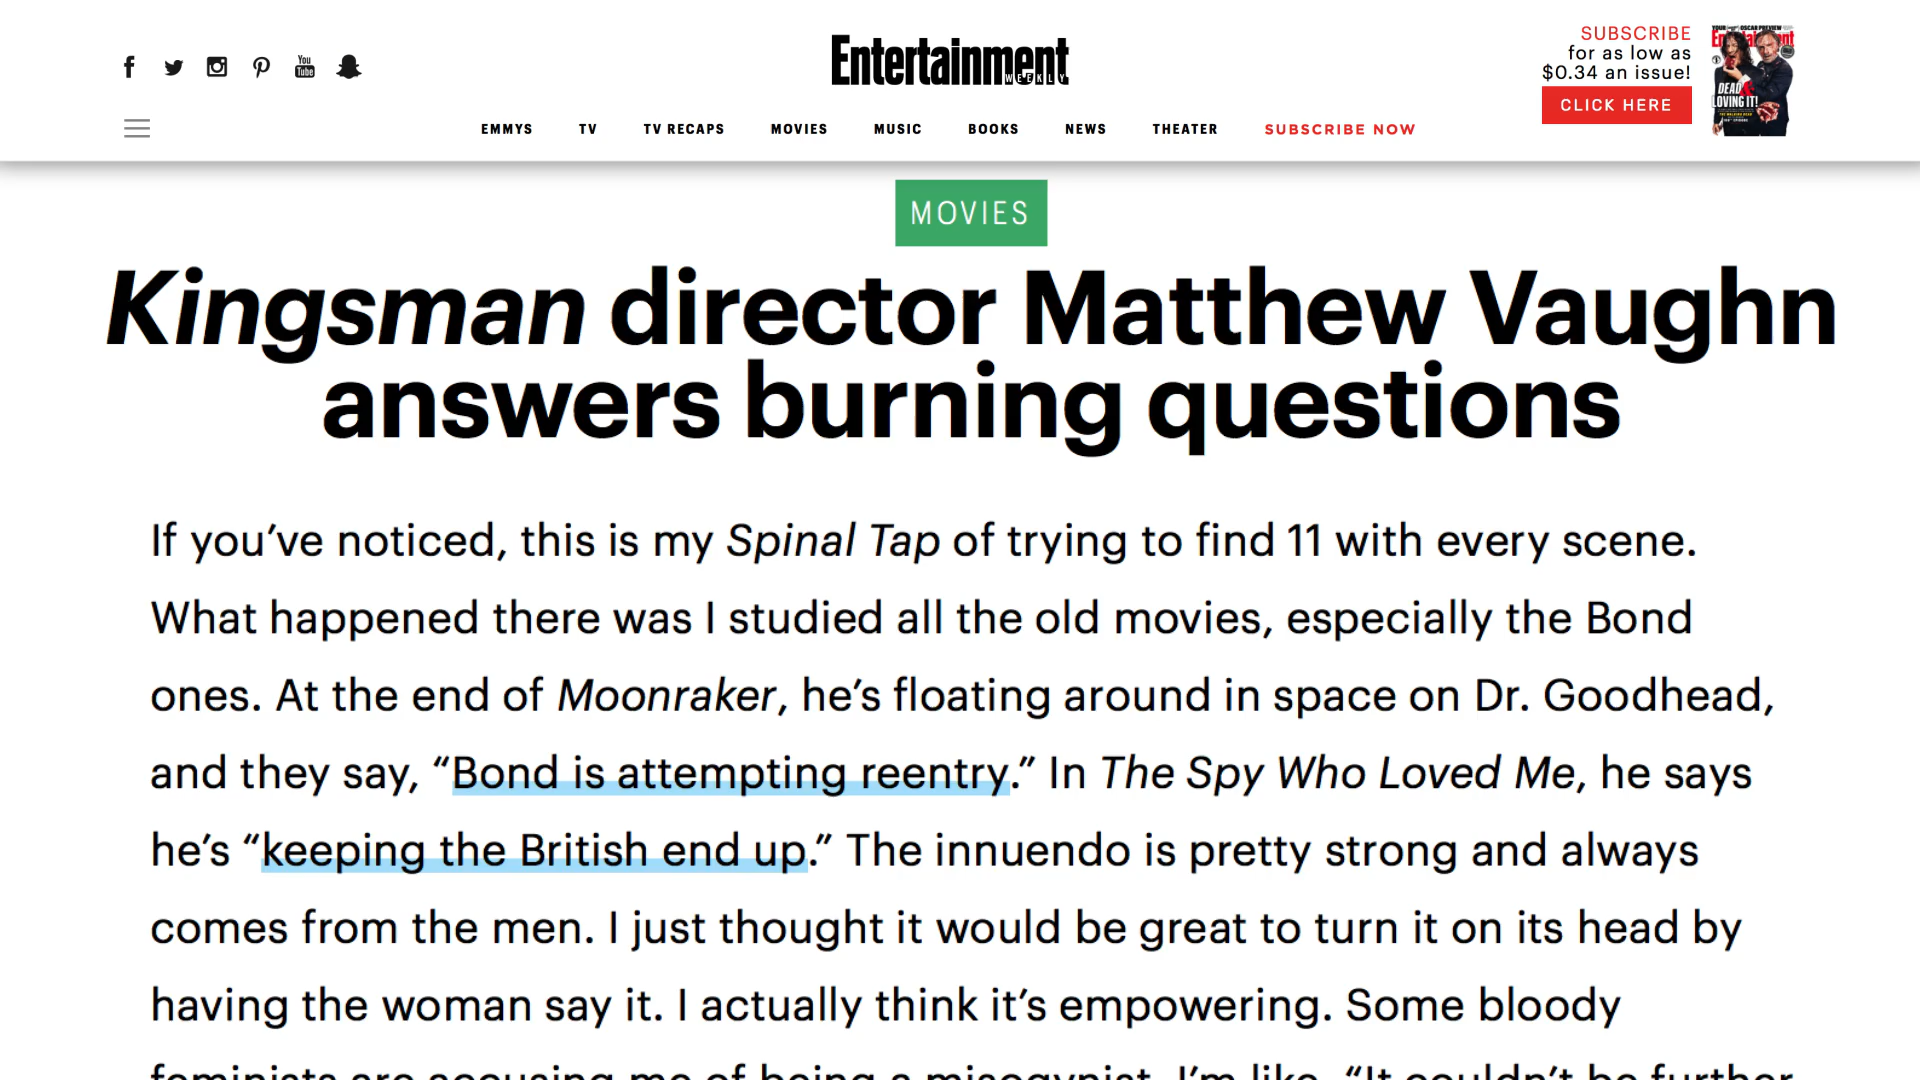 SUBSCRIBE
for as low as
$0.34 an issue!
CLICK HERE
You
Tube
Entertainment
WEEKLY
DEAD &
LOVING IT!
EMMYS TV TV RECAPS MOVIES MUSIC BOOKS NEWS THEATER SUBSCRIBE NOW
MOVIES
Kingsman director Matthew Vaughn
answers burning questions
If you’ve noticed, this is my Spinal Tap of trying to find 11 with every scene.
What happened there was I studied all the old movies, especially the Bond
ones. At the end of Moonraker, he’s floating around in space on Dr. Goodhead,
and they say, “Bond is attempting reentry.” In The Spy Who Loved Me, he says
he’s “keeping the British end up.” The innuendo is pretty strong and always
comes from the men. I just thought it would be great to turn it on its head by
having the woman say it. I actually think it’s empowering. Some bloody
feminists are accusing me of being a misogynist. I’m like, “It couldn’t be further